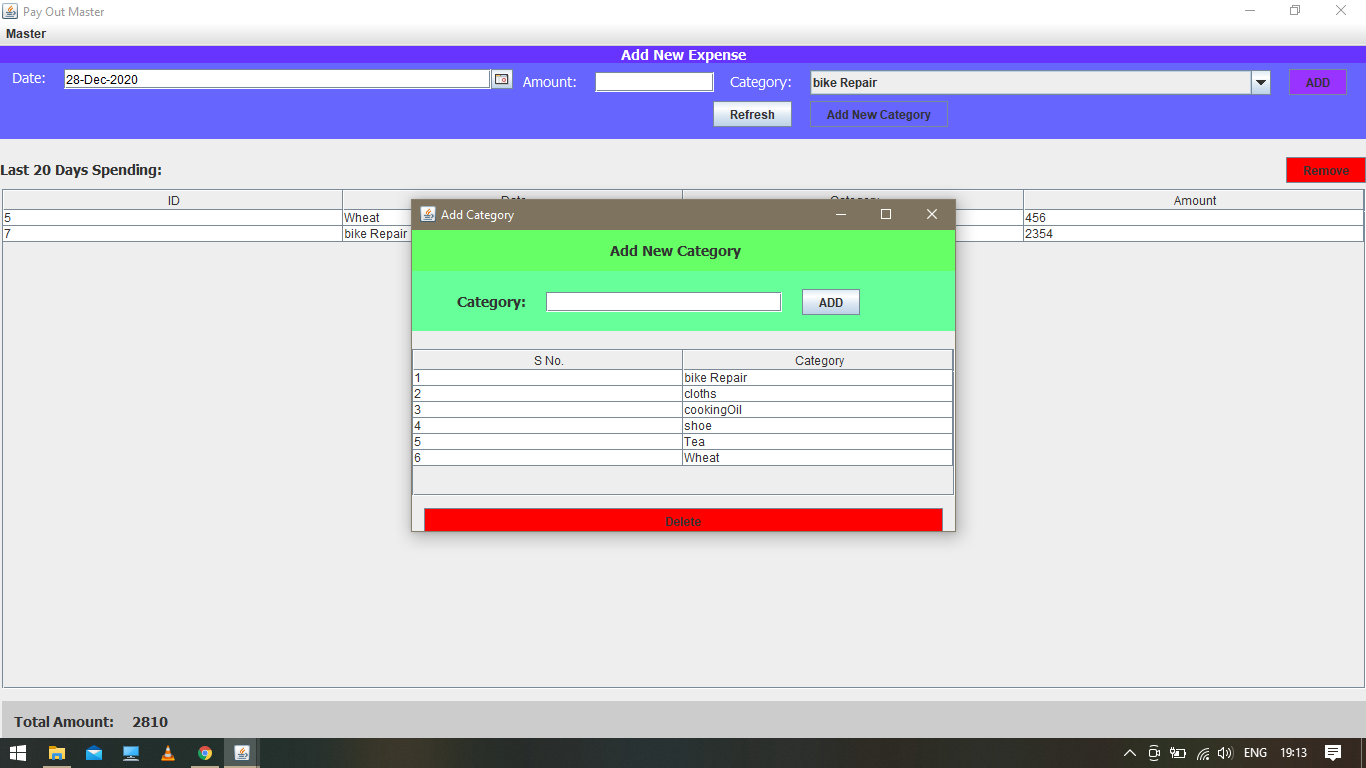 Pay Out Master
Master
Add New Expense
Date: 28-Dec-2020 Amount: Category: bike Repair ADD
Refresh Add New Category
Last 20 Days Spending: Remove
ID Amount
5 Wheat 456
7 bike Repair 2354
Add Category
Add New Category
Category: ADD
S No. Category
1 bike Repair
2 cloths
3 cookingOil
4 shoe
5 Tea
6 Wheat
Delete
Total Amount: 2810
ENG 19:13